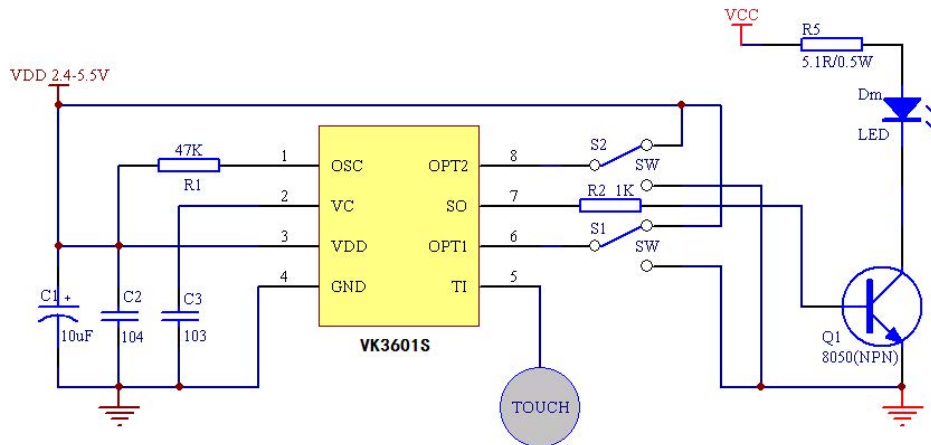 VCC
R5
5.1R/0.5W
VDD 2.4-5.5V
Dm
LED
47K
R1
1 OSC OPT2 8
S2
SW
2 VC SO 7
R2 1K
3 VDD OPT1 6
S1
SW
4 GND TI 5
C1 +
10uF
C2
104
C3
103
VK3601S
Q1
8050(NPN)
TOUCH